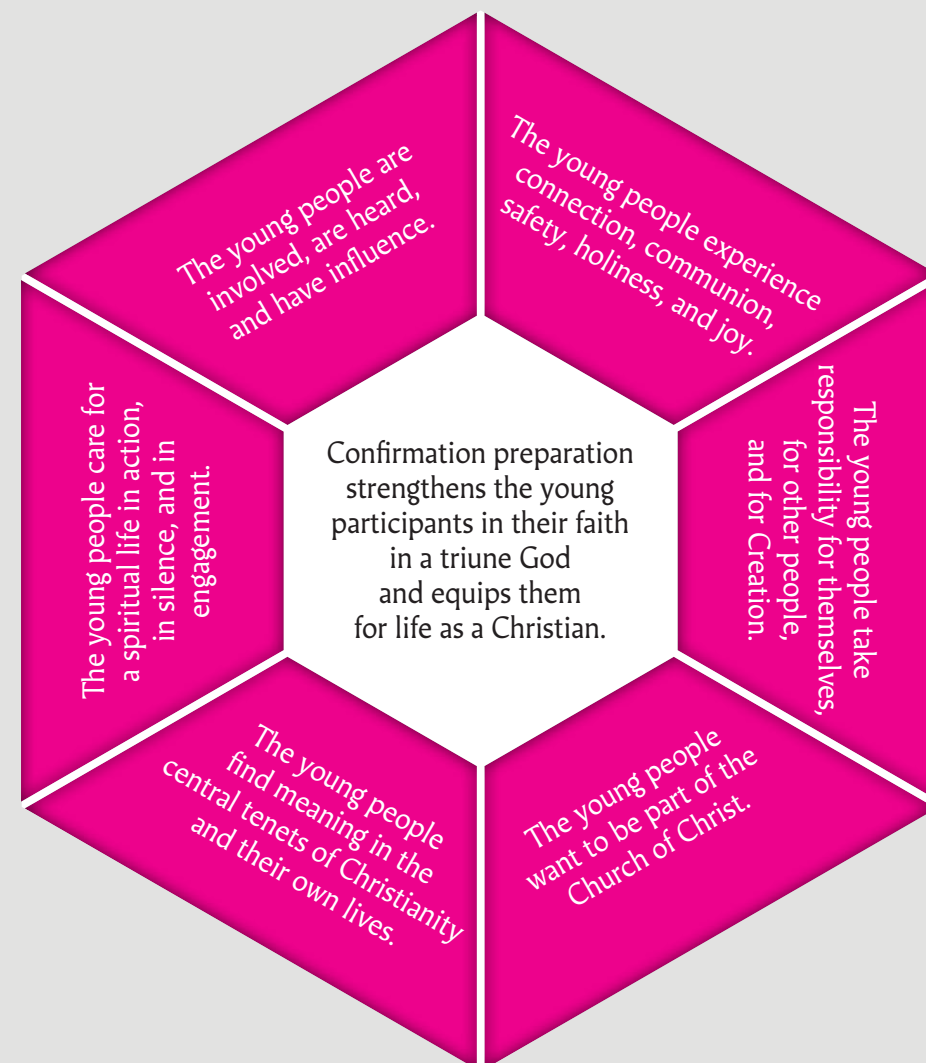 The young people are
involved, are heard,
and have influence.
The young people experience
connection, communion,
safety, holiness, and joy.
The young people care for
a spiritual life in action,
in silence, and in
engagement.
Confirmation preparation
strengthens the young
participants in their faith
in a triune God
and equips them
for life as a Christian.
The young people take
responsibility for themselves,
for other people,
and for Creation.
The young people
find meaning in the
central tenets of Christianity
and their own lives.
The young people
want to be part of the
Church of Christ.